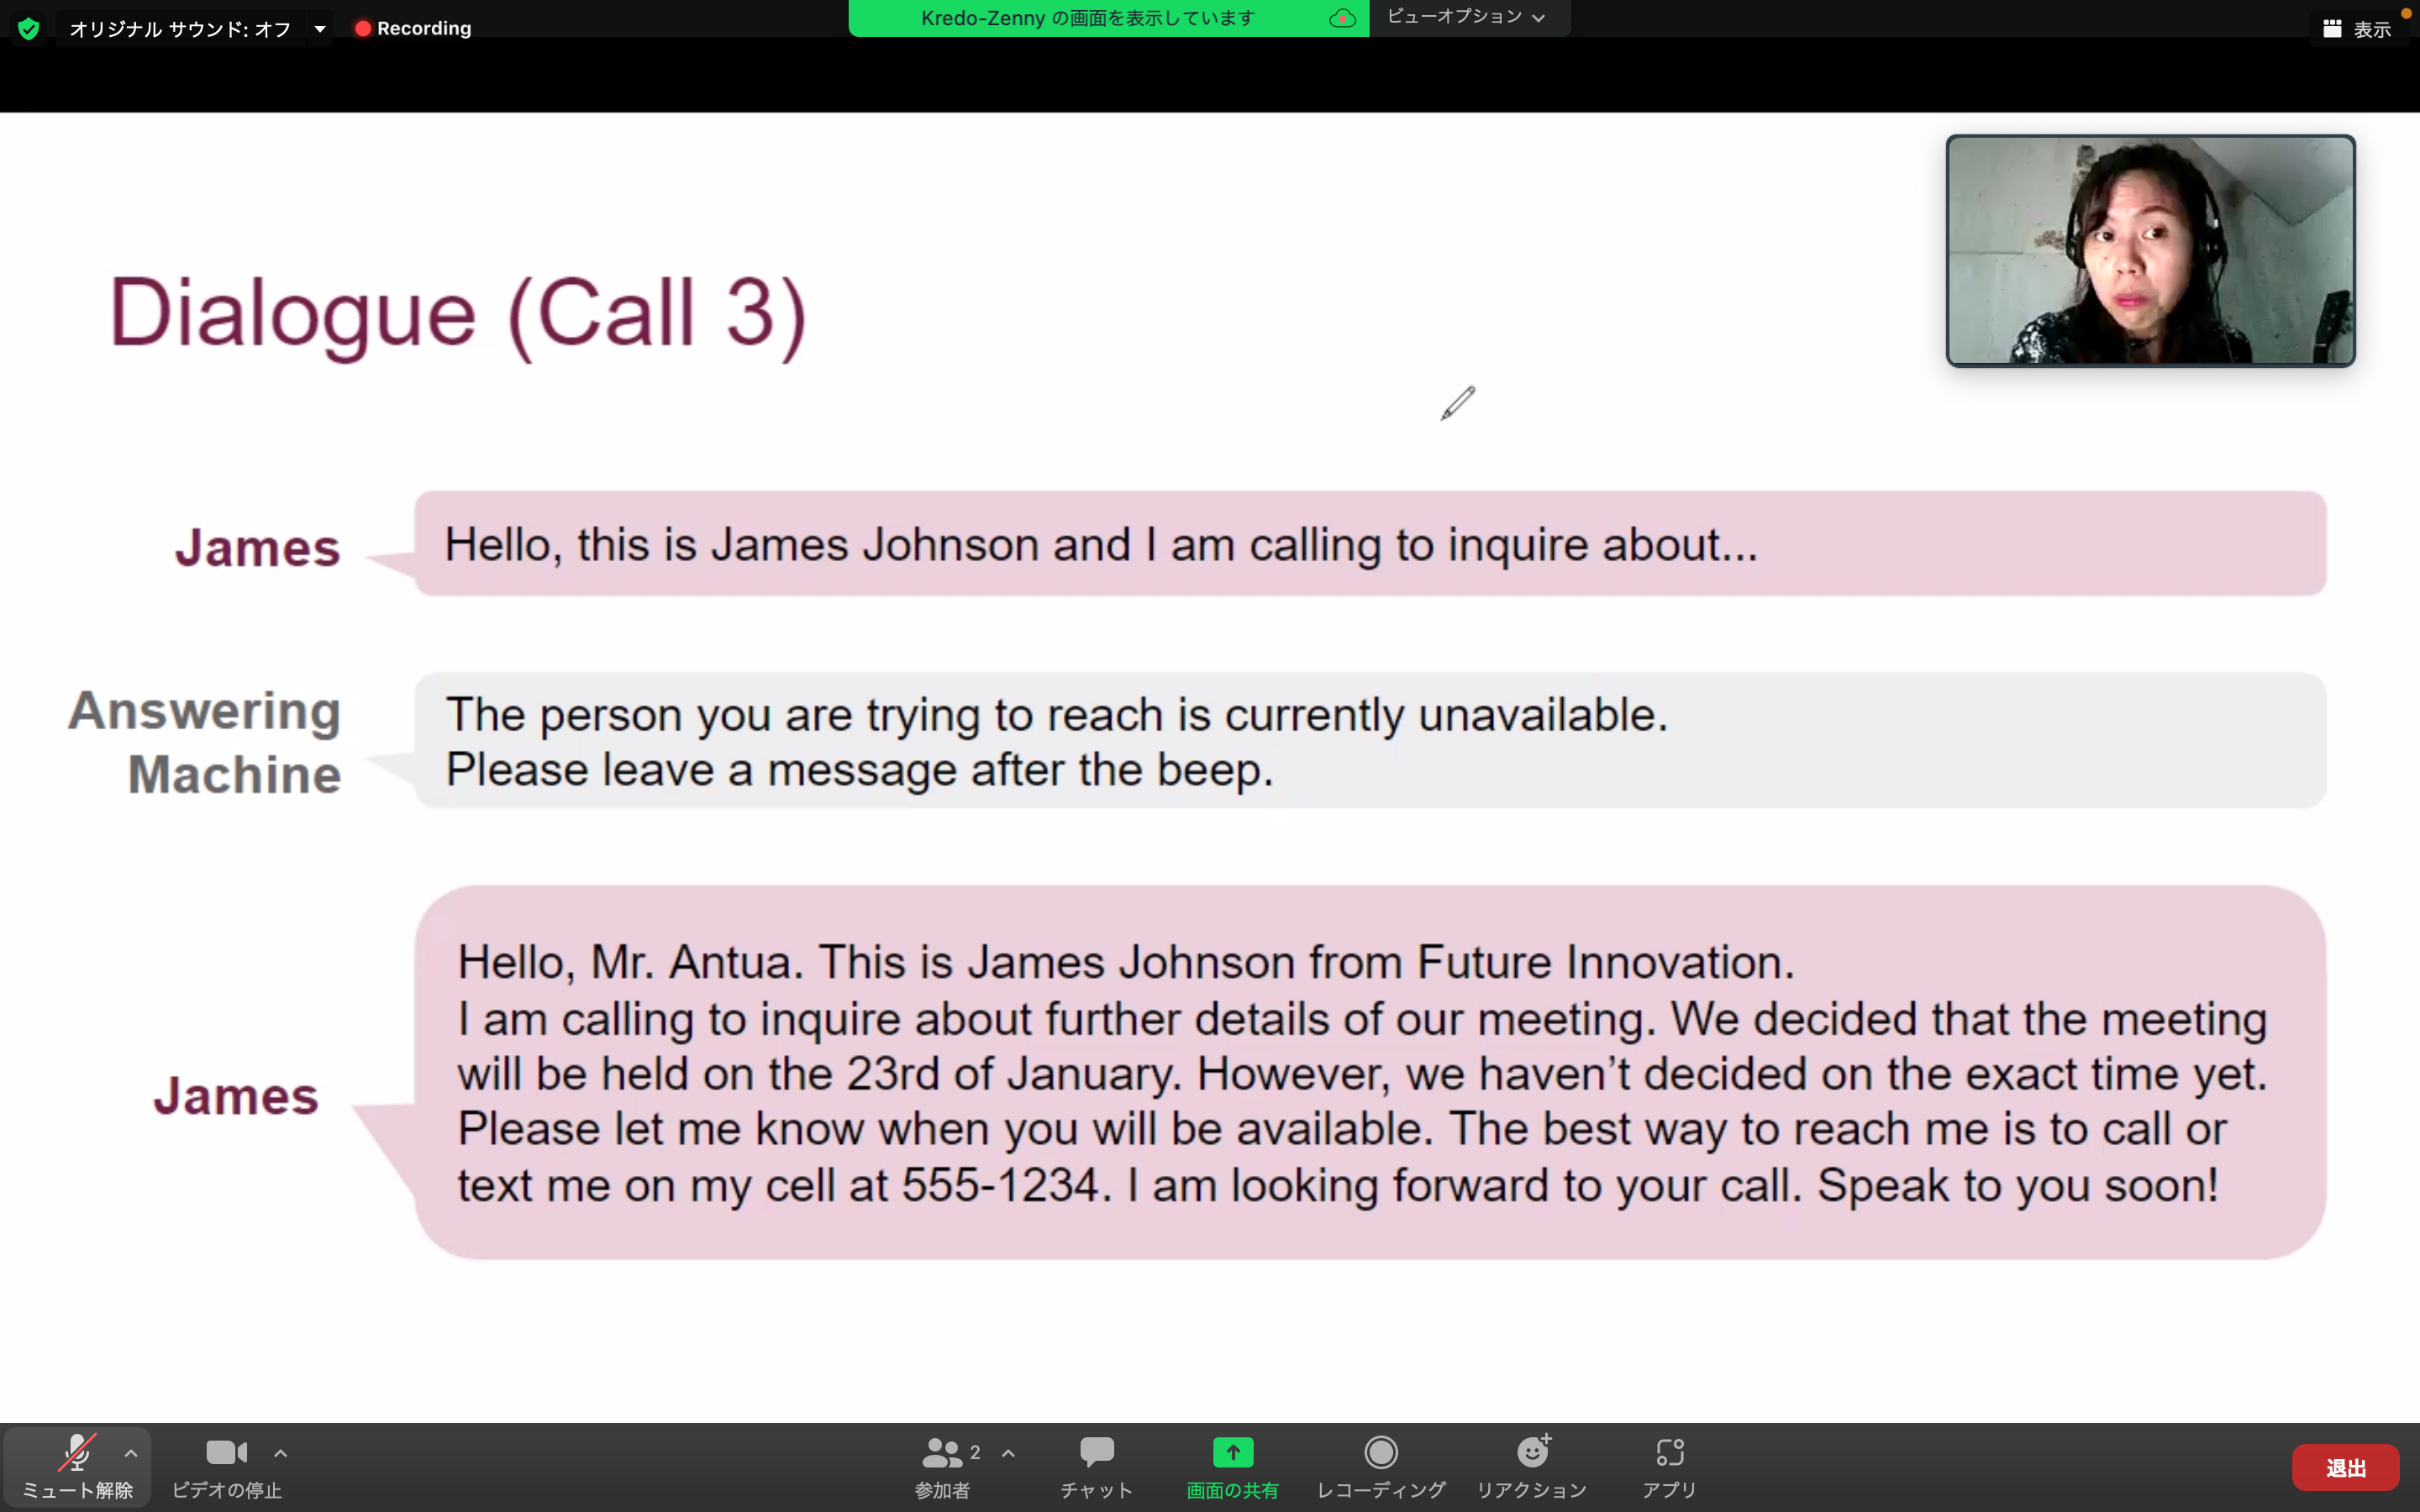 オリジナル サウンド: オフ
Recording
Kredo-Zenny の画面を表示しています
ビューオプション
表示
Dialogue (Call 3)
James
Hello, this is James Johnson and I am calling to inquire about...
Answering
Machine
The person you are trying to reach is currently unavailable.
Please leave a message after the beep.
James
Hello, Mr. Antua. This is James Johnson from Future Innovation.
I am calling to inquire about further details of our meeting. We decided that the meeting
will be held on the 23rd of January. However, we haven’t decided on the exact time yet.
Please let me know when you will be available. The best way to reach me is to call or
text me on my cell at 555-1234. I am looking forward to your call. Speak to you soon!
ミュート解除
ビデオの停止
2
参加者
チャット
画面の共有
レコーディング
リアクション
アプリ
退出